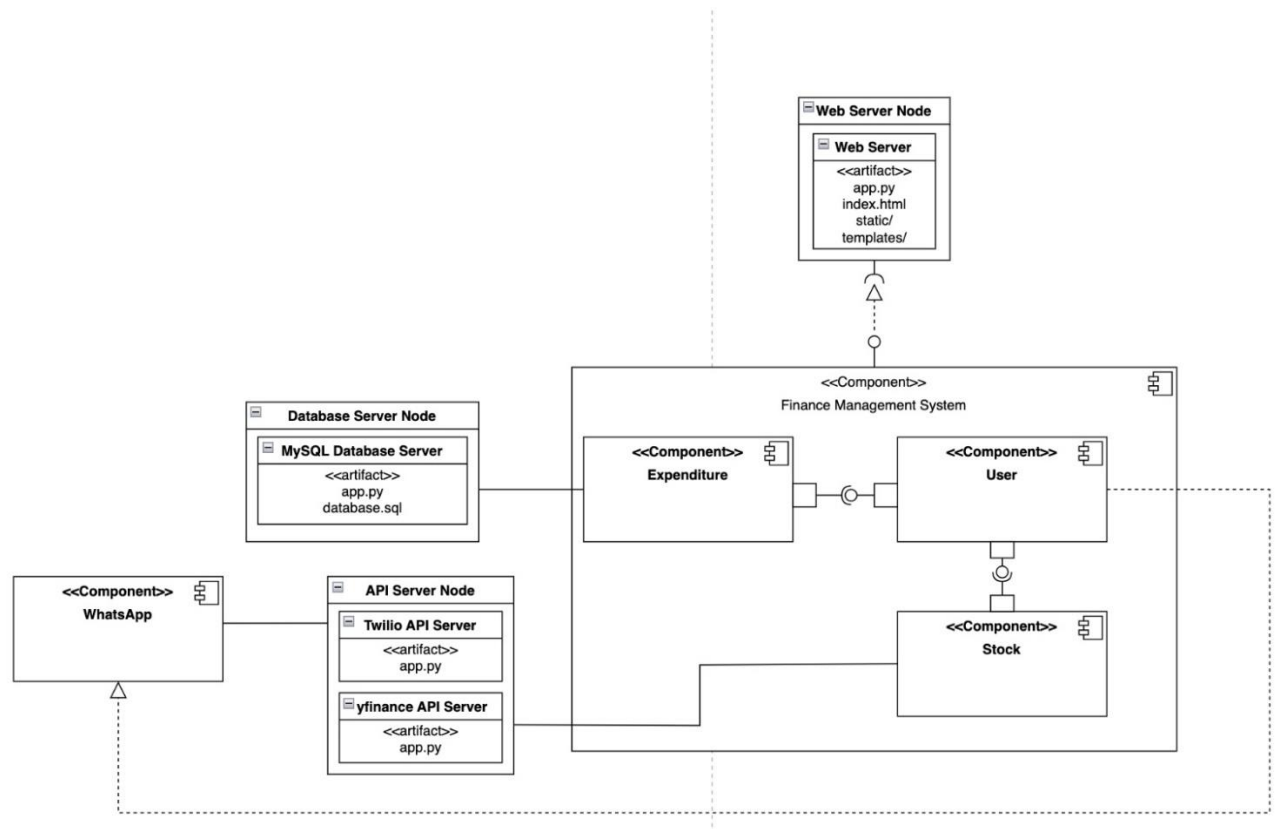 Web Server Node
Web Server
<<artifact>>
app.py
index.html
static/
templates/
<<Component>>
Finance Management System
Database Server Node
MySQL Database Server
<<artifact>>
app.py
database.sql
<<Component>>
Expenditure
<<Component>>
User
<<Component>>
WhatsApp
API Server Node
Twilio API Server
<<artifact>>
app.py
yfinance API Server
<<artifact>>
app.py
<<Component>>
Stock